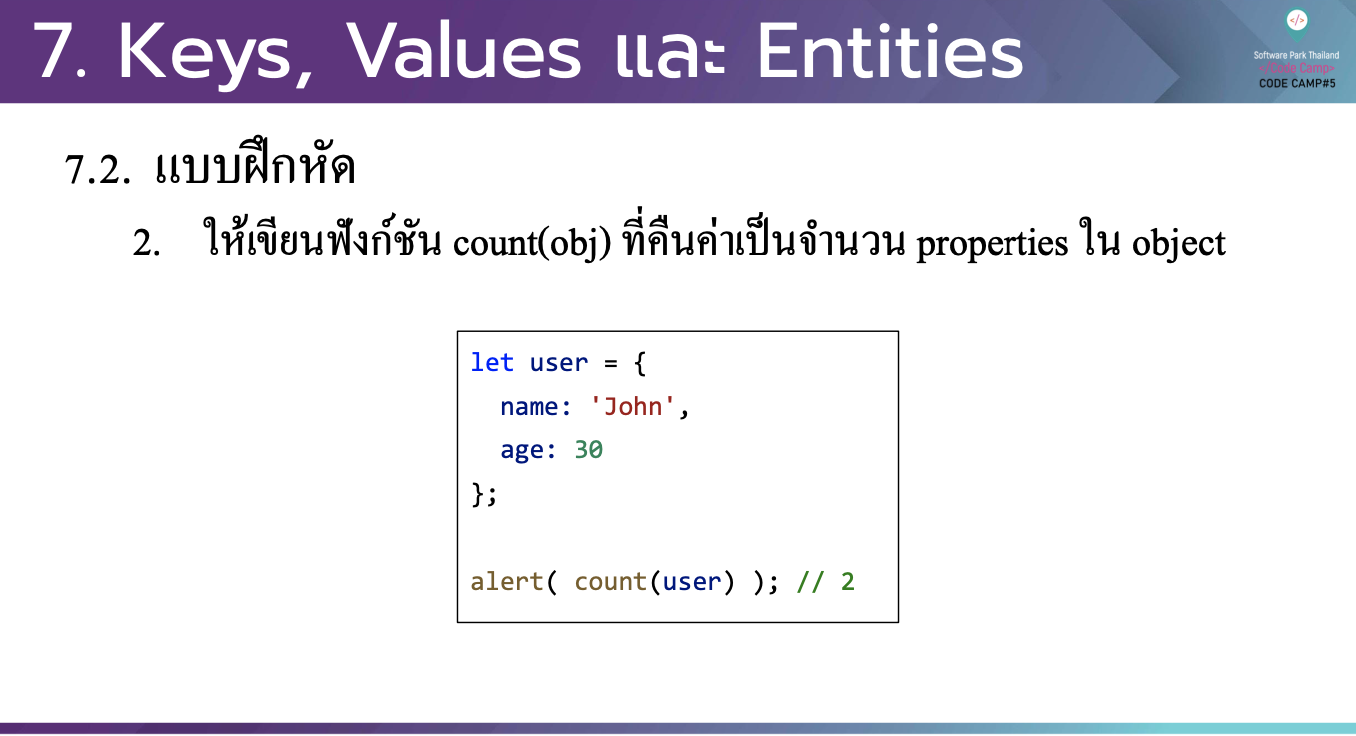 7. Keys, Values และ Entities
</>
Software Park Thailand
</Code Camp>
CODE CAMP#5
7.2. แบบฝึกหัด
2. ให้เขียนฟังก์ชัน count(obj) ที่คืนค่าเป็นจำนวน properties ใน object
let user = {
name: 'John',
age: 30
};
alert( count(user) ); // 2